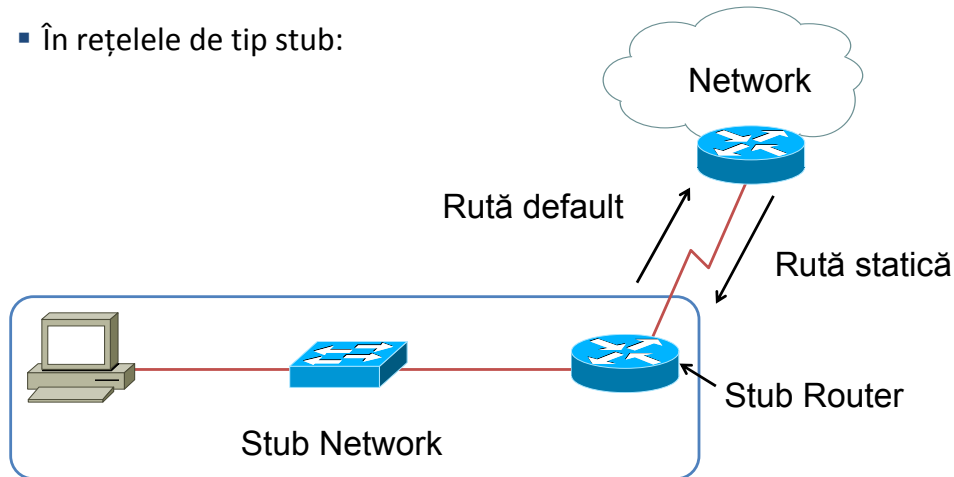 ▪ În rețelele de tip stub:
Network
Rută default
Rută statică
Stub Router
Stub Network